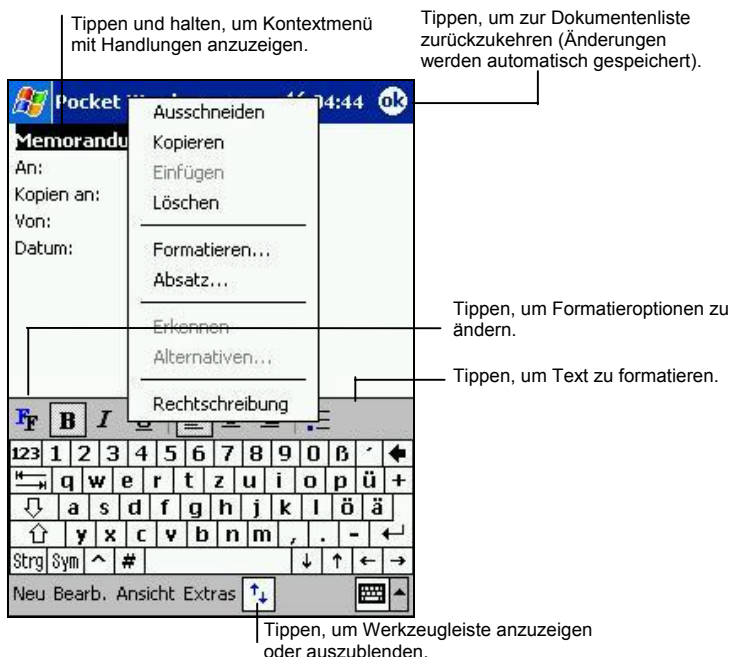 Tippen und halten, um Kontextmenü
mit Handlungen anzuzeigen.
Tippen, um zur Dokumentenliste
zurückzukehren (Änderungen
werden automatisch gespeichert).
Pocket 4:44 ok
Memorandu
An:
Kopien an:
Von:
Datum:
Ausschneiden
Kopieren
Einfügen
Löschen
Formatieren...
Absatz...
Erkennen
Alternativen...
Rechtschreibung
Tippen, um Formatieroptionen zu
ändern.
Tippen, um Text zu formatieren.
FF B I U
123 1 2 3 4 5 6 7 8 9 0 ß ´
q w e r t z u i o p ü +
a s d f g h j k l ö ä
y x c v b n m , . -
Strg Sym ^ # ↓ ↑ ← →
Neu Bearb. Ansicht Extras
Tippen, um Werkzeugleiste anzuzeigen
oder auszublenden.